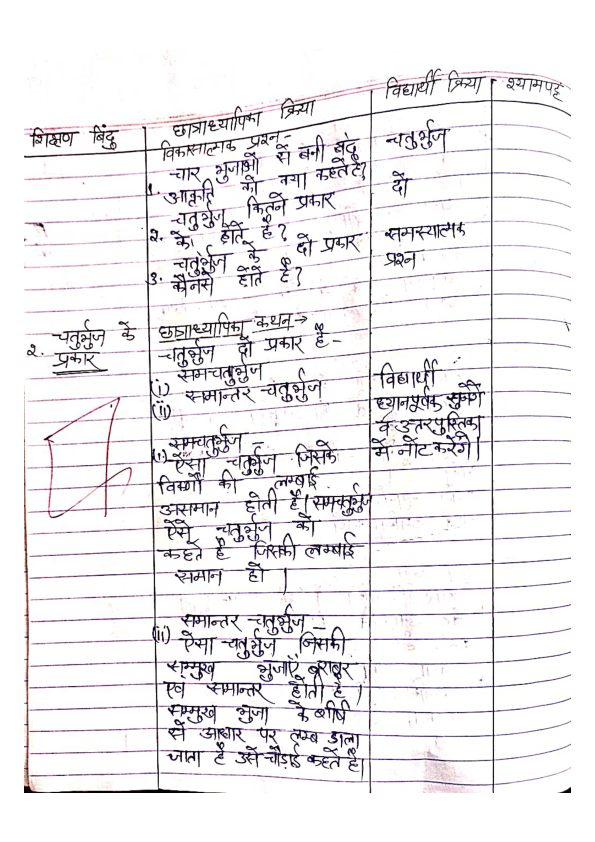 शिक्षण बिंदु
छात्राध्यापिका क्रिया
विद्यार्थी क्रिया
श्यामपट्ट
विकासात्मक प्रश्न-
1. चार भुजाओं से बनी बंद
आकृति को क्या कहते है?
2. चतुर्भुज कितने प्रकार
के होते है?
3. चतुर्भुज के दो प्रकार
कौनसे होते है?
चतुर्भुज
दो
समस्यात्मक
प्रश्न
2. चतुर्भुज के
प्रकार
छात्राध्यापिका कथन→
चतुर्भुज दो प्रकार है-
(i) समचतुर्भुज
(ii) समान्तर चतुर्भुज
विद्यार्थी
ध्यानपूर्वक सुनेगें
व उत्तरपुस्तिका
में नोट करेंगे।
(i) समचतुर्भुज -
ऐसा चतुर्भुज जिसके
विकर्णों की लम्बाई
असमान होती है। समचतुर्भुज
ऐसे चतुर्भुज को
कहते है जिसकी लम्बाई
समान हो।
(ii) समान्तर चतुर्भुज -
ऐसा चतुर्भुज जिसकी
सम्मुख भुजाएँ बराबर
एवं समान्तर होती है।
सम्मुख भुजा के शीर्ष
से आधार पर लम्ब डाला
जाता है उसे चौड़ाई कहते है।